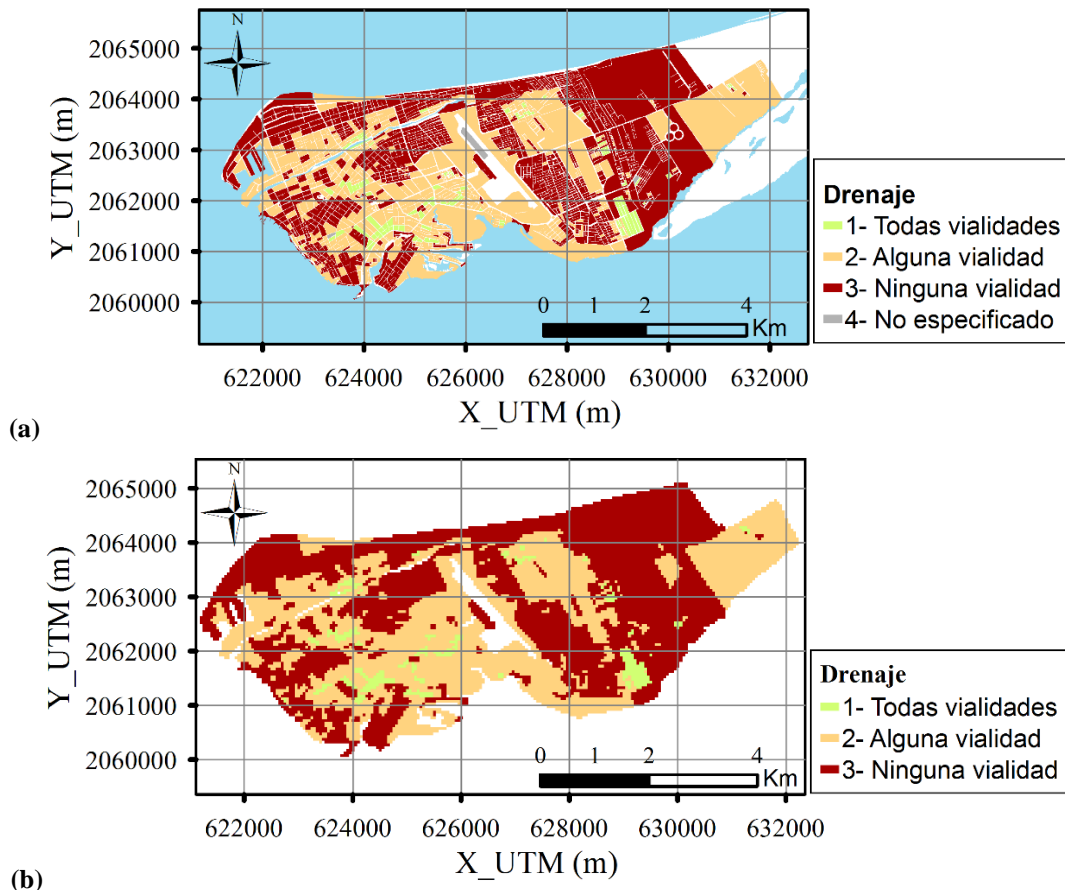 N
2065000
2064000
2063000
2062000
2061000
2060000
Y_UTM (m)
0 1 2 4
Km
622000 624000 626000 628000 630000 632000
X_UTM (m)
Drenaje
1- Todas vialidades
2- Alguna vialidad
3- Ninguna vialidad
4- No especificado
(a)
N
2065000
2064000
2063000
2062000
2061000
2060000
Y_UTM (m)
0 1 2 4
Km
622000 624000 626000 628000 630000 632000
X_UTM (m)
Drenaje
1- Todas vialidades
2- Alguna vialidad
3- Ninguna vialidad
(b)